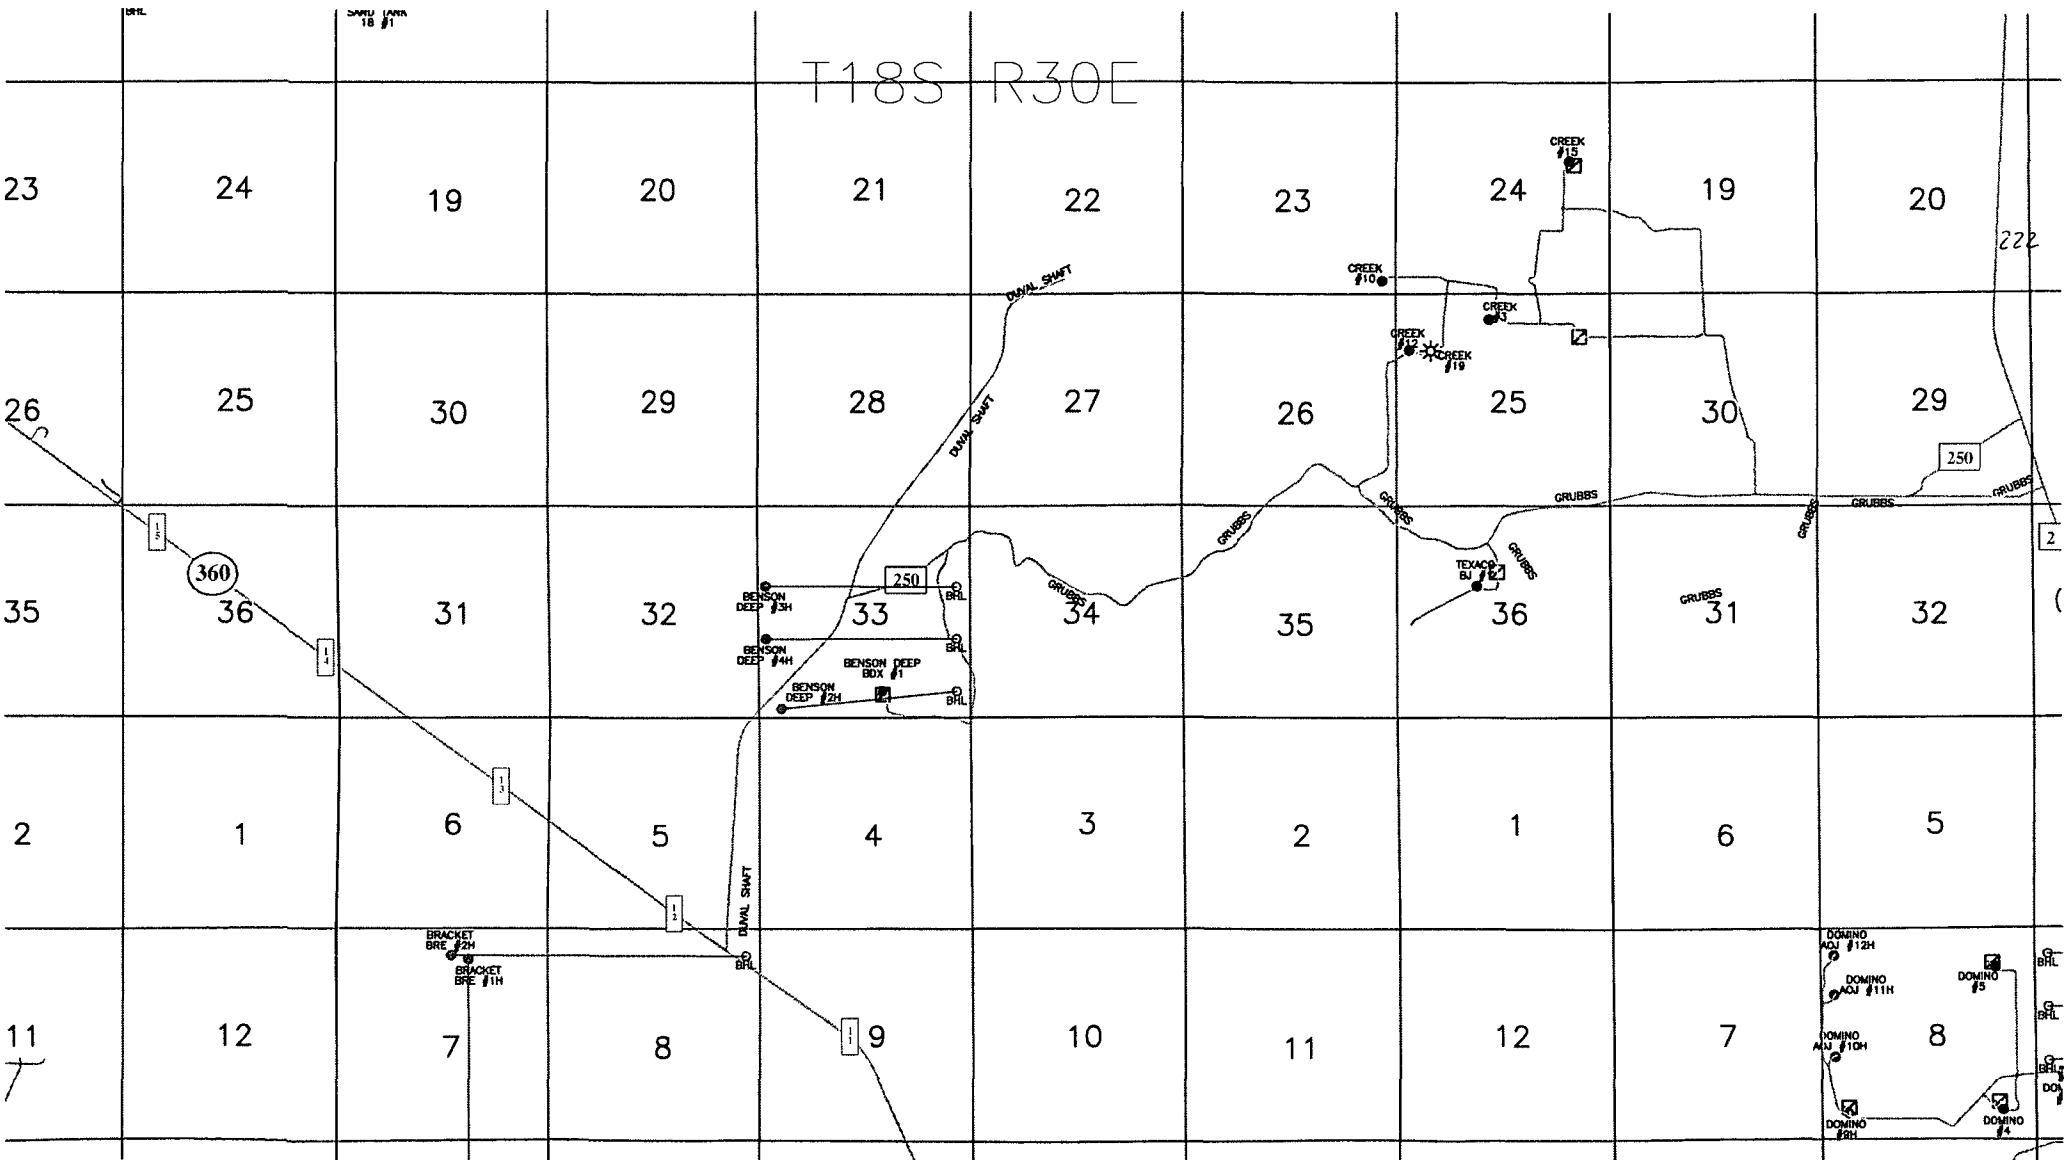 BHL
SAND TANK
18 #1
T18S R30E
CREEK
#15
23
24
19
20
21
22
23
24
19
20
222
DUVAL SHAFT
CREEK
#10
CREEK
#3
CREEK
#12
CREEK
#19
26
25
30
29
28
27
26
25
30
29
DUVAL SHAFT
250
GRUBBS
GRUBBS
GRUBBS
GRUBBS
GRUBBS
GRUBBS
GRUBBS
15
360
2
250
TEXACO
BJ
BENSON
DEEP #3H
BHL
GRUBBS
GRUBBS
35
36
31
32
33
34
35
36
31
32
14
BENSON
DEEP #4H
BHL
BENSON DEEP
BDX #1
BENSON
DEEP #2H
BHL
13
2
1
6
5
4
3
2
1
6
5
DUVAL SHAFT
12
BRACKET
BRE #2H
BRACKET
BRE #1H
BHL
DOMINO
AOJ #12H
DOMINO
AOJ #11H
DOMINO
#5
BHL
BHL
11
12
7
8
11
9
10
11
12
7
8
DOMINO
AOJ #10H
BHL
DOMINO
#9H
DOMINO
#4